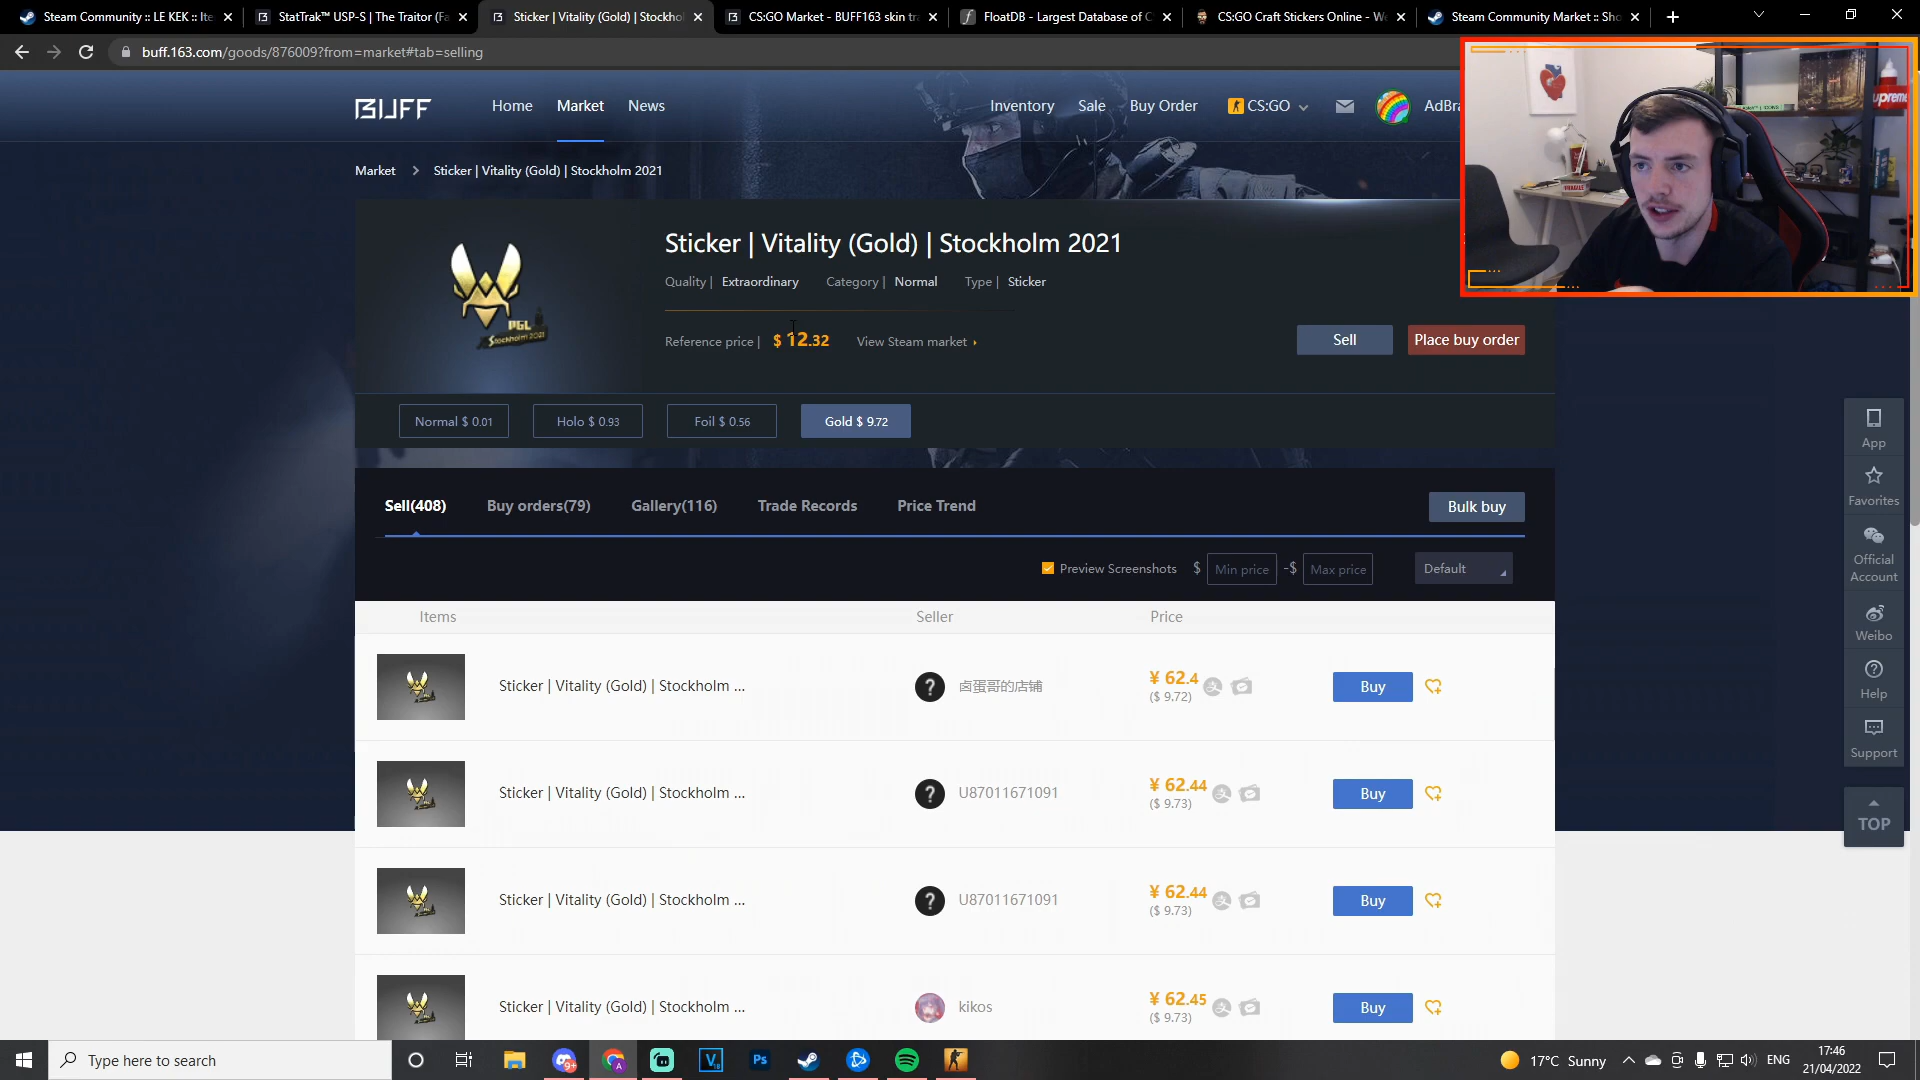 Steam Community :: LE KEK :: Ite
StatTrak™ USP-S | The Traitor (Fa
Sticker | Vitality (Gold) | Stockhol
CS:GO Market - BUFF163 skin tra
FloatDB - Largest Database of C
CS:GO Craft Stickers Online - We
Steam Community Market :: Sho
buff.163.com/goods/876009?from=market#tab=selling
BUFF
Home
Market
News
Inventory
Sale
Buy Order
CS:GO
AdBra
Market > Sticker | Vitality (Gold) | Stockholm 2021
PGL
Stockholm 2021
Sticker | Vitality (Gold) | Stockholm 2021
Quality | Extraordinary Category | Normal Type | Sticker
Reference price | $ 12.32 View Steam market
Sell
Place buy order
Normal $ 0.01
Holo $ 0.93
Foil $ 0.56
Gold $ 9.72
Sell(408)
Buy orders(79)
Gallery(116)
Trade Records
Price Trend
Bulk buy
Preview Screenshots
$ Min price -$ Max price
Default
Items Seller Price
Sticker | Vitality (Gold) | Stockholm ...
? 卤蛋哥的店铺
¥ 62.4
($ 9.72)
Buy
Sticker | Vitality (Gold) | Stockholm ...
? U87011671091
¥ 62.44
($ 9.73)
Buy
Sticker | Vitality (Gold) | Stockholm ...
? U87011671091
¥ 62.44
($ 9.73)
Buy
Sticker | Vitality (Gold) | Stockholm ...
kikos
¥ 62.45
($ 9.73)
Buy
App
Favorites
Official
Account
Weibo
Help
Support
TOP
Type here to search
Ps
17°C Sunny
ENG
17:46
21/04/2022